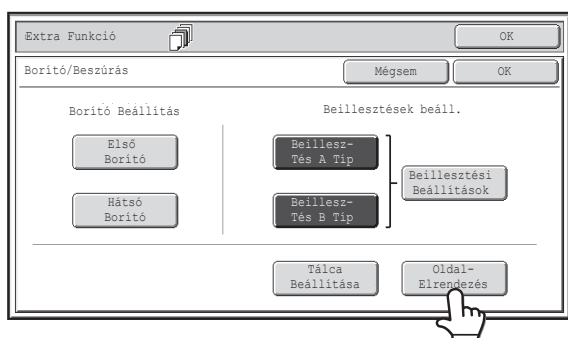 Extra Funkció
OK
Borító/Beszúrás
Mégsem
OK
Borító Beállítás
Beillesztések beáll.
Első
Borító
Beillesz-
Tés A Tip
Beillesztési
Beállítások
Hátsó
Borító
Beillesz-
Tés B Tip
Tálca
Beállítása
Oldal-
Elrendezés